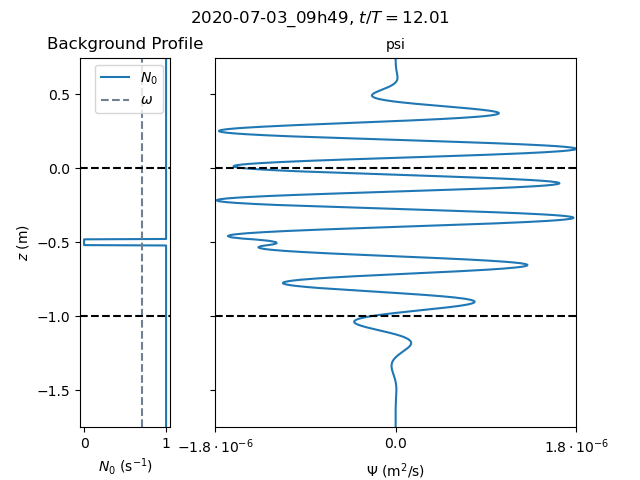 2020-07-03_09h49, t/T = 12.01
Background Profile
psi
N₀
ω
0.5
0.0
−0.5
−1.0
−1.5
z (m)
0
1
N₀ (s⁻¹)
−1.8 · 10⁻⁶
0.0
1.8 · 10⁻⁶
Ψ (m²/s)